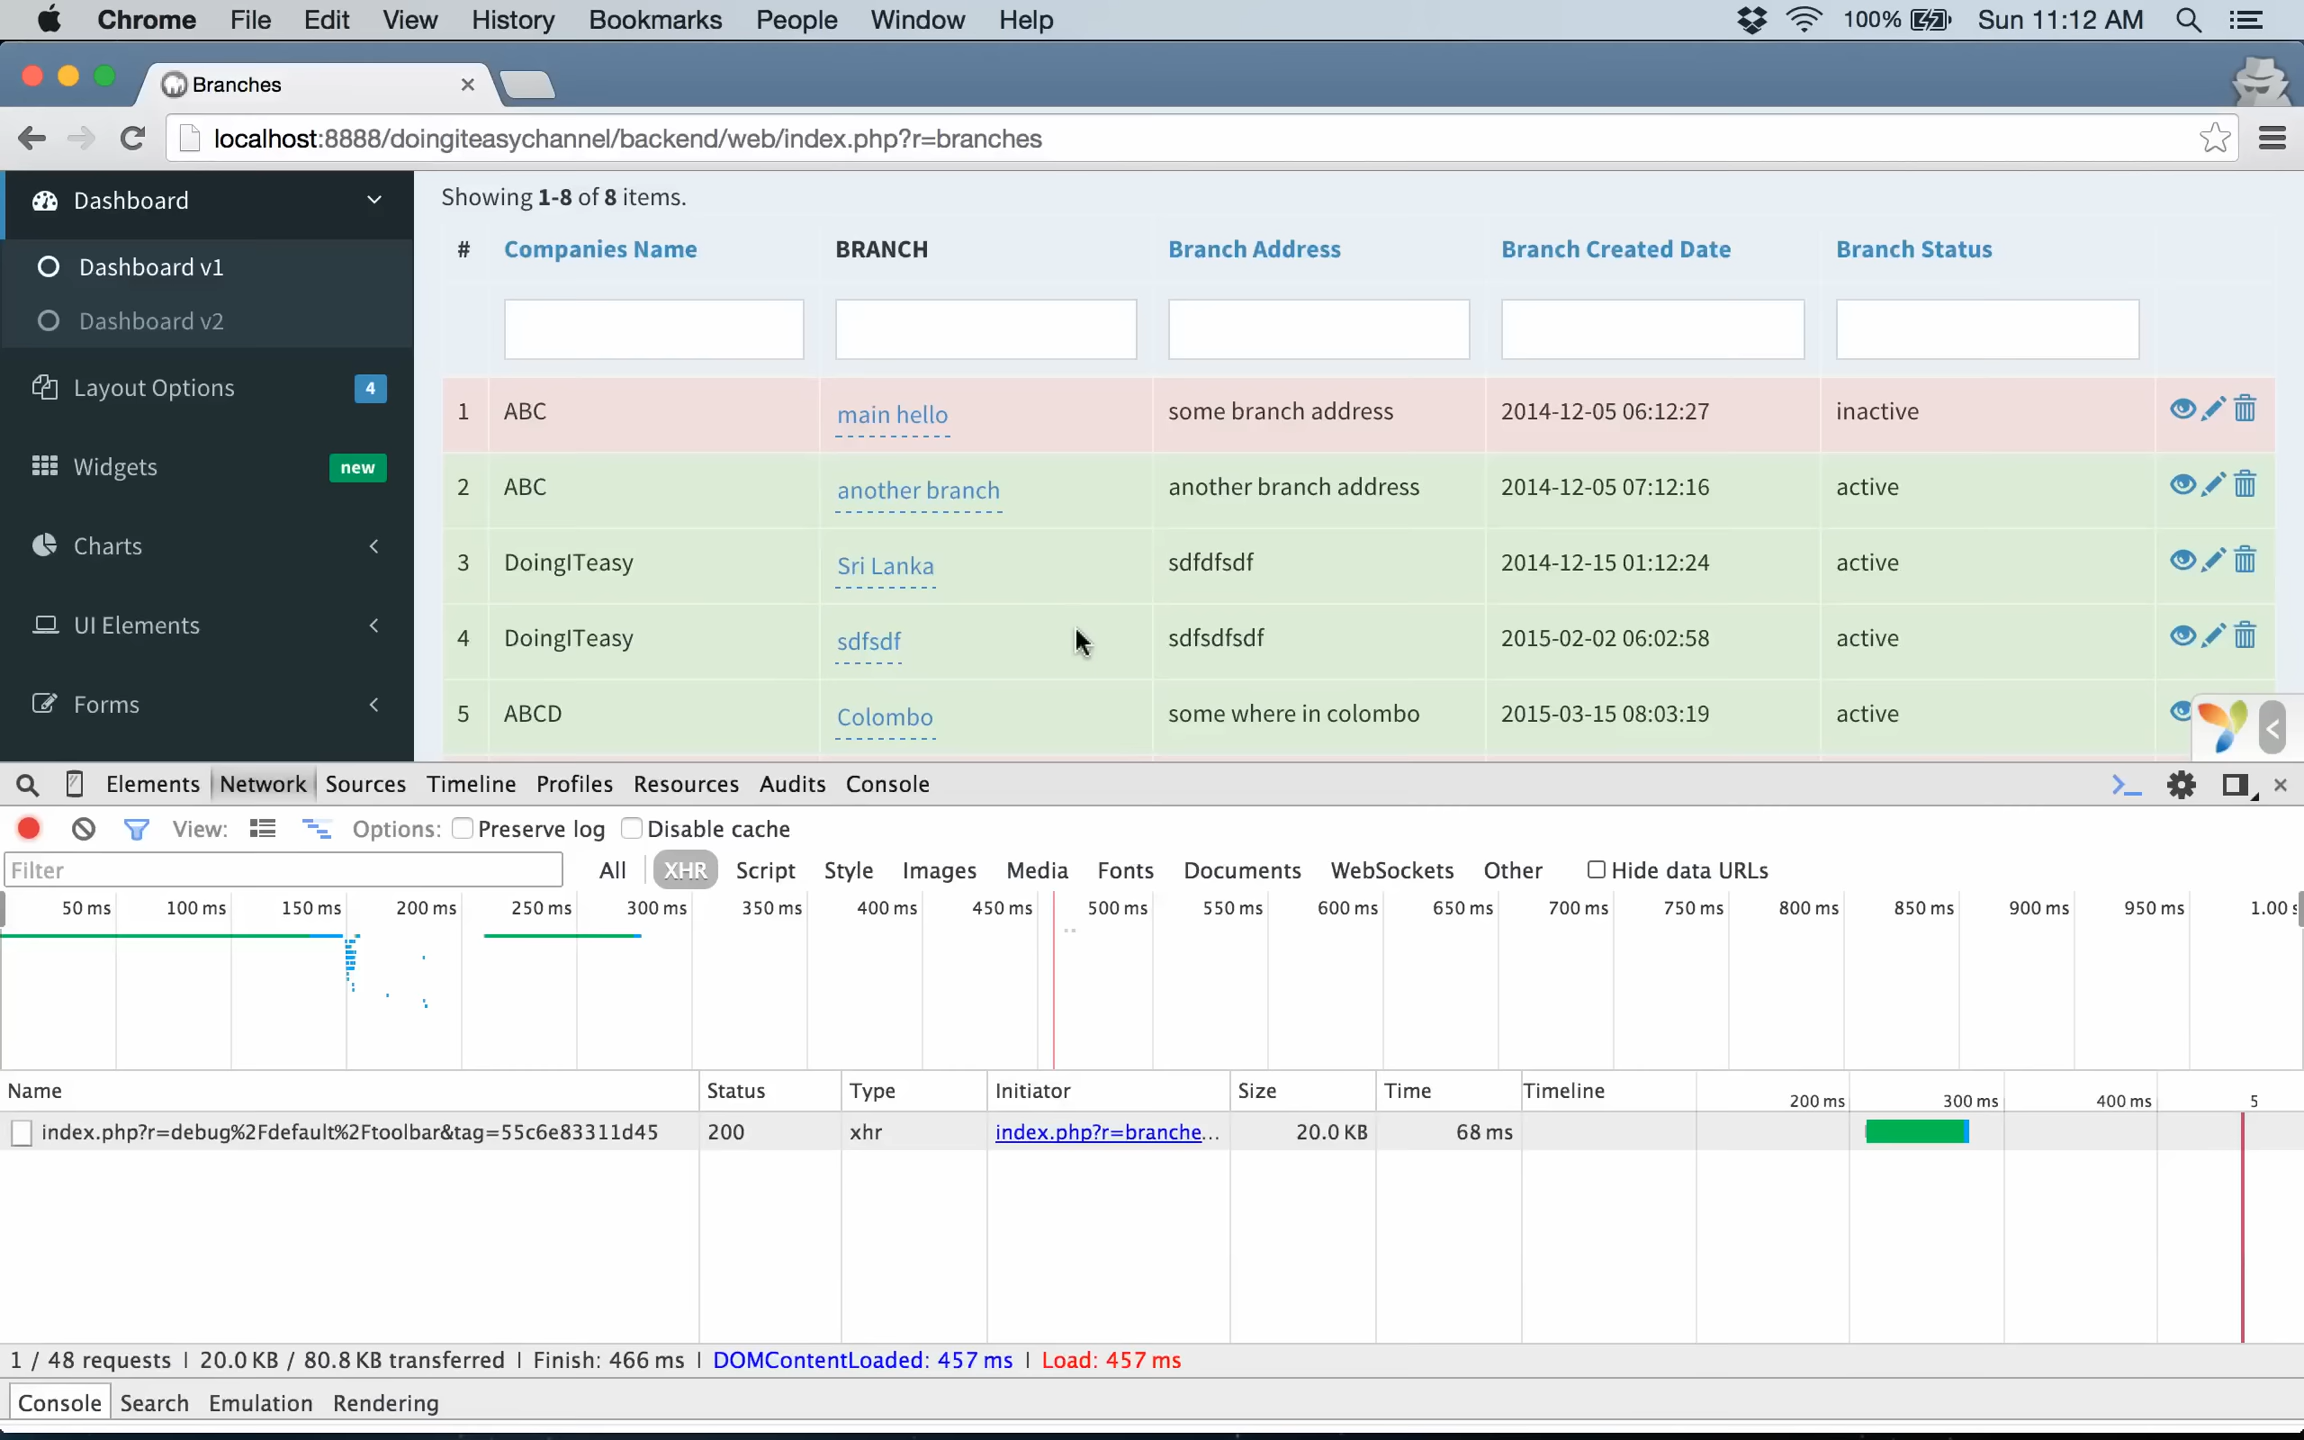 Chrome File Edit View History Bookmarks People Window Help 100% Sun 11:12 AM
Branches
localhost:8888/doingiteasychannel/backend/web/index.php?r=branches
Dashboard
Dashboard v1
Dashboard v2
Layout Options 4
Widgets new
Charts
UI Elements
Forms
Showing 1-8 of 8 items.
# Companies Name BRANCH Branch Address Branch Created Date Branch Status
1 ABC main hello some branch address 2014-12-05 06:12:27 inactive
2 ABC another branch another branch address 2014-12-05 07:12:16 active
3 DoingITeasy Sri Lanka sdfdfsdf 2014-12-15 01:12:24 active
4 DoingITeasy sdfsdf sdfsdfsdf 2015-02-02 06:02:58 active
5 ABCD Colombo some where in colombo 2015-03-15 08:03:19 active
Elements Network Sources Timeline Profiles Resources Audits Console
View: Options: Preserve log Disable cache
Filter All XHR Script Style Images Media Fonts Documents WebSockets Other Hide data URLs
50 ms 100 ms 150 ms 200 ms 250 ms 300 ms 350 ms 400 ms 450 ms 500 ms 550 ms 600 ms 650 ms 700 ms 750 ms 800 ms 850 ms 900 ms 950 ms 1.00 s
Name Status Type Initiator Size Time Timeline 200 ms 300 ms 400 ms 5
index.php?r=debug%2Fdefault%2Ftoolbar&tag=55c6e83311d45 200 xhr index.php?r=branche... 20.0 KB 68 ms
1 / 48 requests | 20.0 KB / 80.8 KB transferred | Finish: 466 ms | DOMContentLoaded: 457 ms | Load: 457 ms
Console Search Emulation Rendering